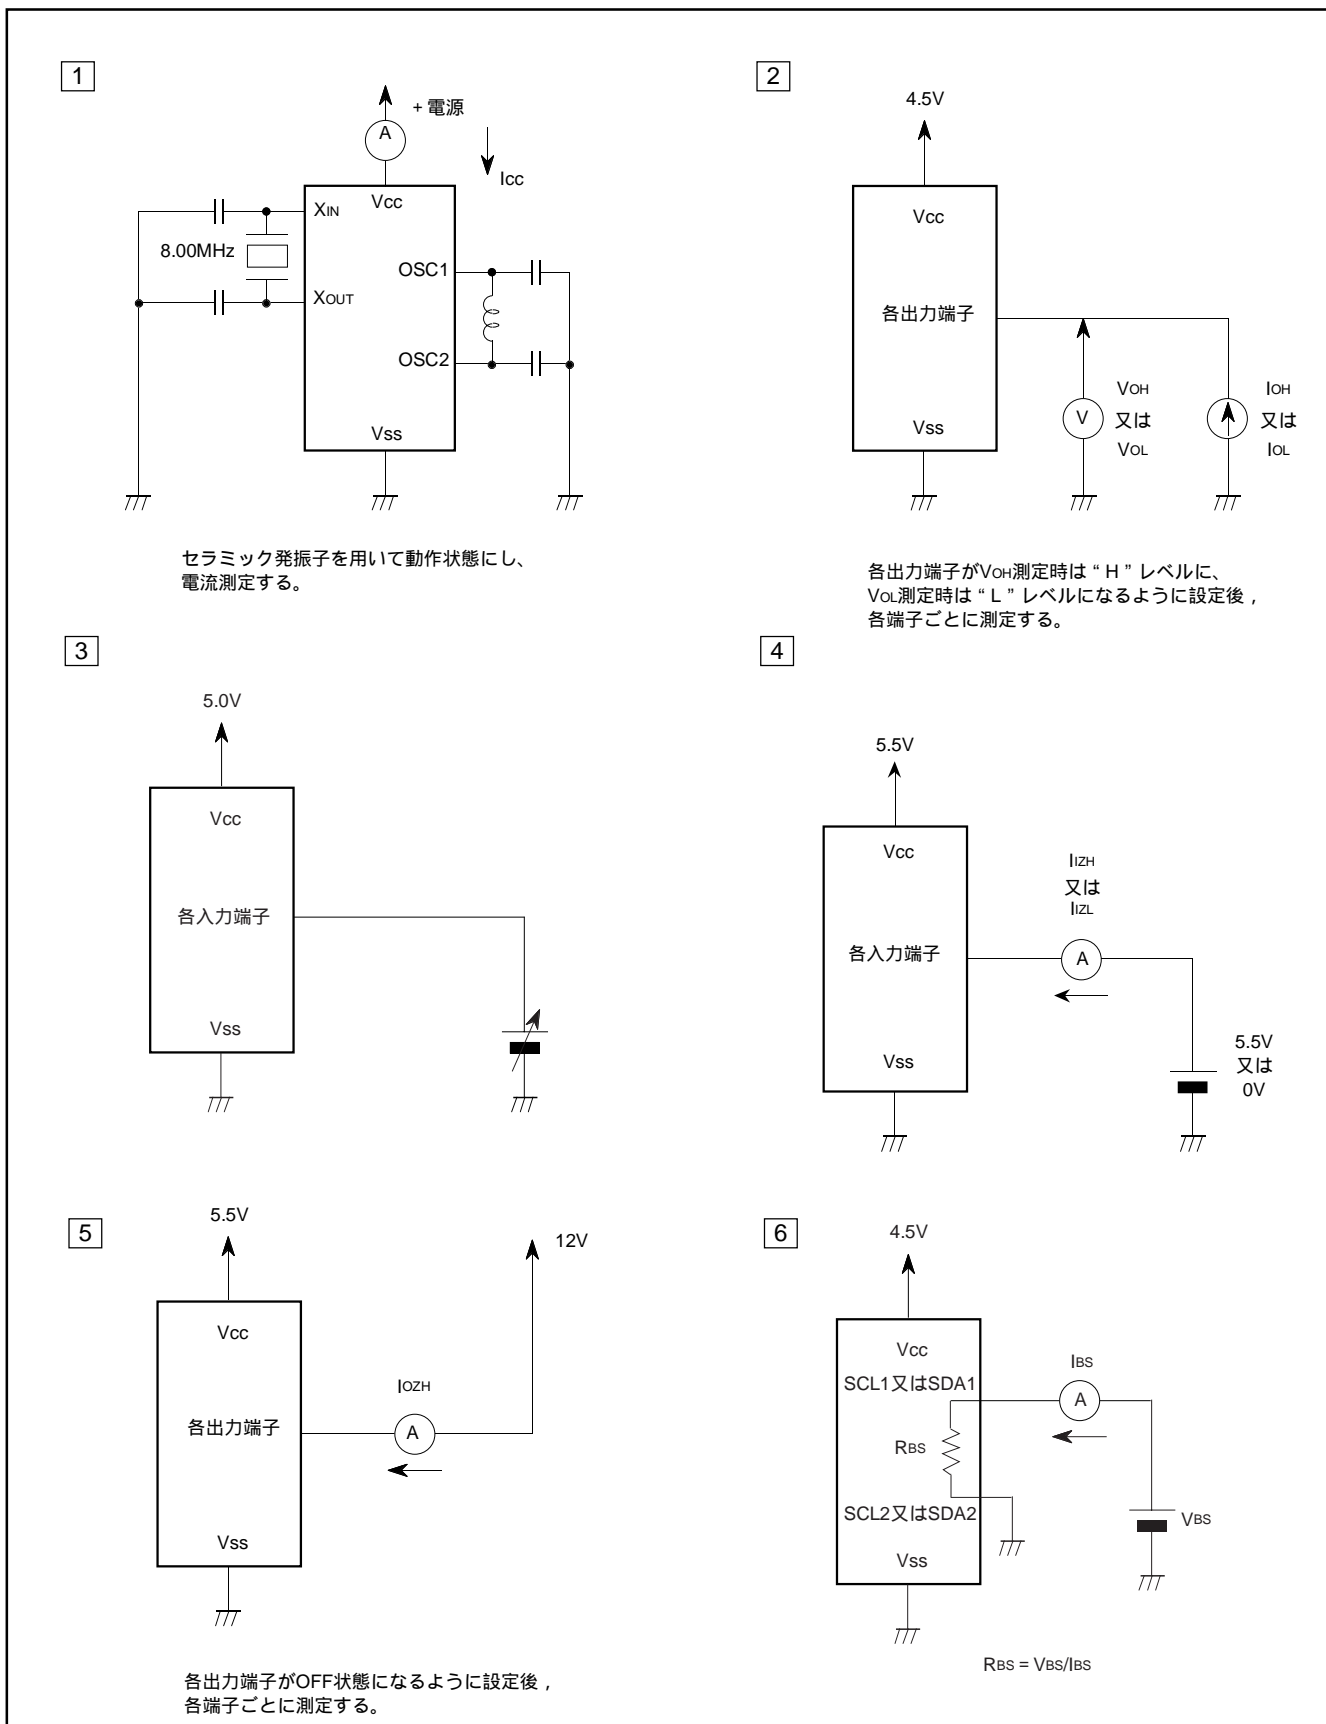 1
+ 電源
A
Icc
Vcc
XIN
8.00MHz
OSC1
XOUT
OSC2
Vss
セラミック発振子を用いて動作状態にし、
電流測定する。
2
4.5V
Vcc
各出力端子
VOH
又は
VOL
V
IOH
又は
IOL
Vss
各出力端子がVOH測定時は“H”レベルに、
VOL測定時は“L”レベルになるように設定後,
各端子ごとに測定する。
3
5.0V
Vcc
各入力端子
Vss
4
5.5V
Vcc
IIZH
又は
IIZL
各入力端子
A
Vss
5.5V
又は
0V
5
5.5V
12V
Vcc
IOZH
各出力端子
A
Vss
各出力端子がOFF状態になるように設定後,
各端子ごとに測定する。
6
4.5V
Vcc
IBS
SCL1又はSDA1
A
RBS
SCL2又はSDA2
VBS
Vss
RBS = VBS/IBS